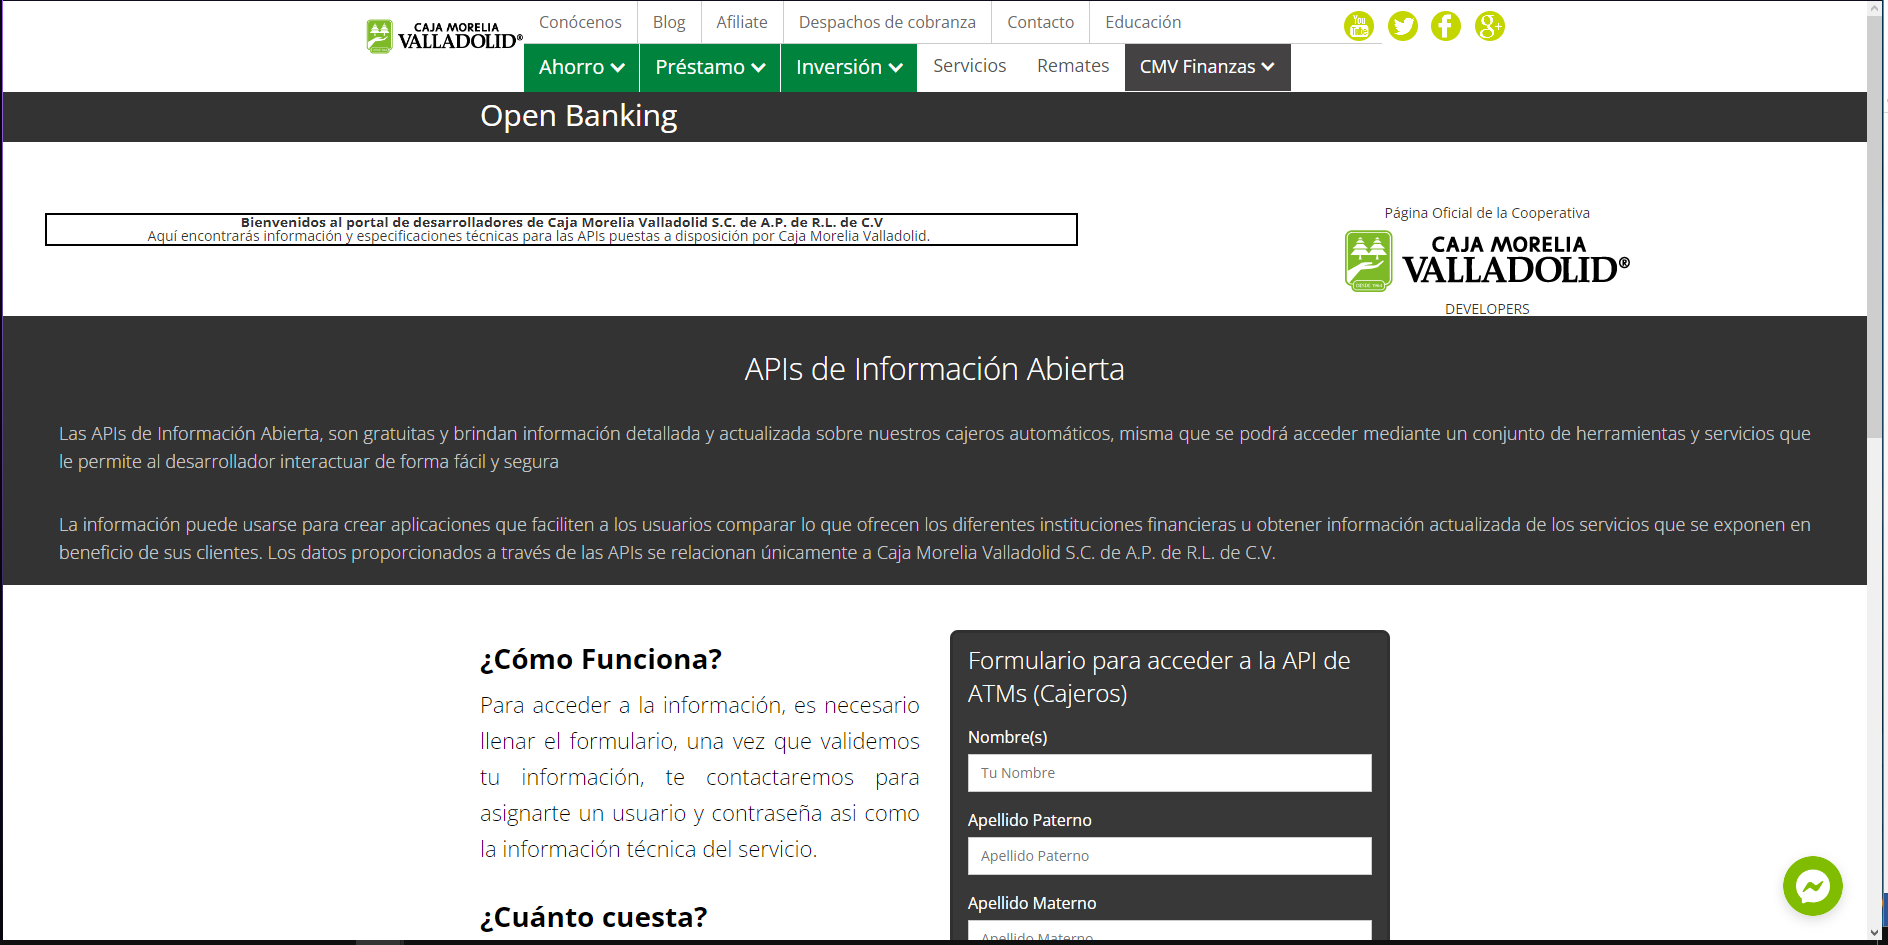 CAJA MORELIA
VALLADOLID®
Conócenos
Blog
Afiliate
Despachos de cobranza
Contacto
Educación
You
Tube
g+
Ahorro
Préstamo
Inversión
Servicios
Remates
CMV Finanzas
Open Banking
Bienvenidos al portal de desarrolladores de Caja Morelia Valladolid S.C. de A.P. de R.L. de C.V
Aquí encontrarás información y especificaciones técnicas para las APIs puestas a disposición por Caja Morelia Valladolid.
Página Oficial de la Cooperativa
CAJA MORELIA
VALLADOLID®
DESDE 1964
DEVELOPERS
APIs de Información Abierta
Las APIs de Información Abierta, son gratuitas y brindan información detallada y actualizada sobre nuestros cajeros automáticos, misma que se podrá acceder mediante un conjunto de herramientas y servicios que
le permite al desarrollador interactuar de forma fácil y segura
La información puede usarse para crear aplicaciones que faciliten a los usuarios comparar lo que ofrecen los diferentes instituciones financieras u obtener información actualizada de los servicios que se exponen en
beneficio de sus clientes. Los datos proporcionados a través de las APIs se relacionan únicamente a Caja Morelia Valladolid S.C. de A.P. de R.L. de C.V.
¿Cómo Funciona?
Para acceder a la información, es necesario
llenar el formulario, una vez que validemos
tu información, te contactaremos para
asignarte un usuario y contraseña asi como
la información técnica del servicio.
¿Cuánto cuesta?
Formulario para acceder a la API de
ATMs (Cajeros)
Nombre(s)
Tu Nombre
Apellido Paterno
Apellido Paterno
Apellido Materno
Apellido Materno